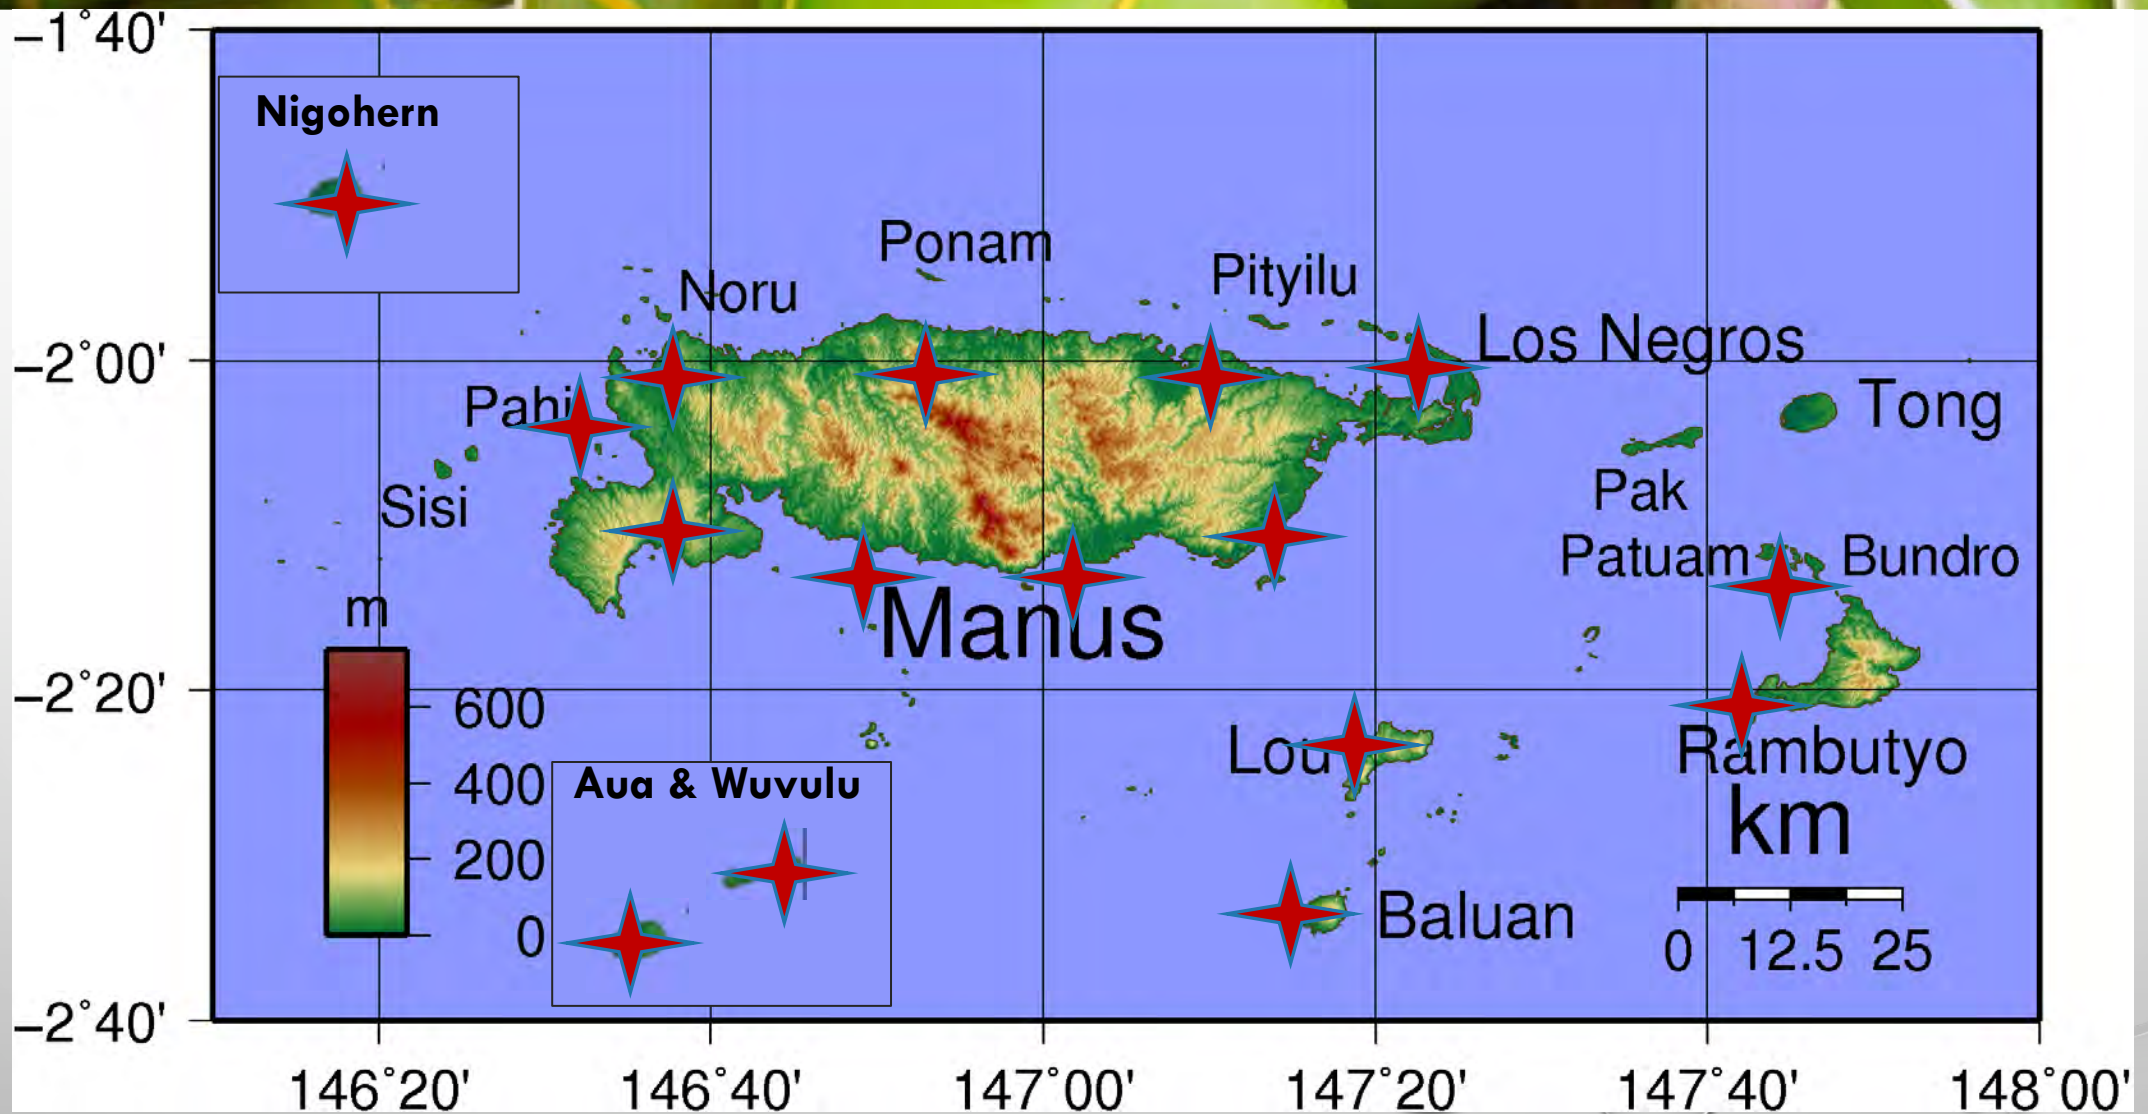 −1°40'
Nigohern
Ponam
Noru
Pityilu
Los Negros
−2°00'
Pahi
Tong
Sisi
Pak
Patuam
Bundro
m
Manus
−2°20'
600
Lou
Rambutyo
400
Aua & Wuvulu
km
200
Baluan
0
0 12.5 25
−2°40'
146°20' 146°40' 147°00' 147°20' 147°40' 148°00'